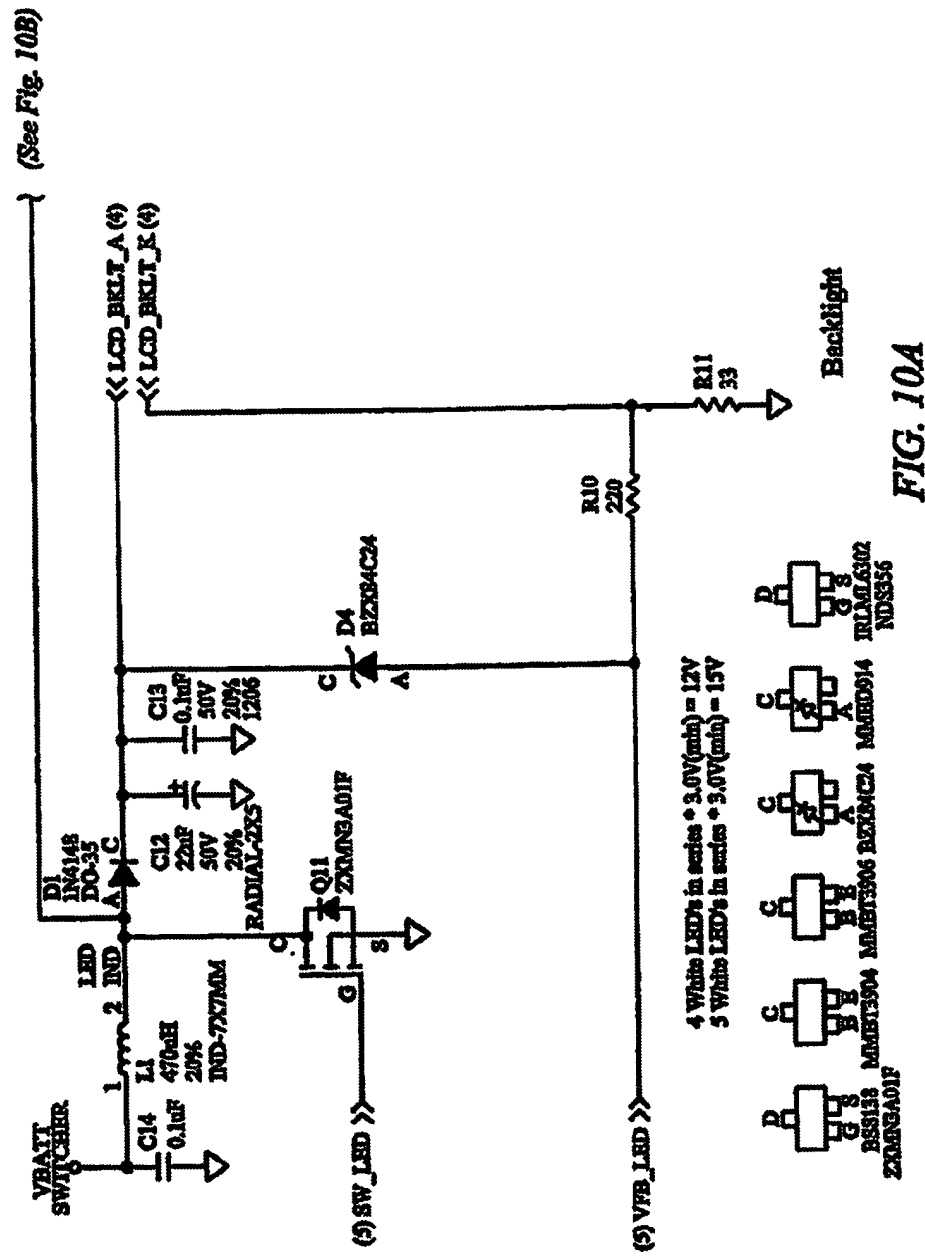 (See Fig. 10B)
VBATT
SWITCHER
C14
0.1uF
1
2
L1
470uH
20%
IND-7X7MM
LED
IND
D1
1N4148
DO-35
A
C
C12
22uF
50V
20%
RADIAL-2X5
C13
0.1uF
50V
20%
1206
LCD_BKLT_A (4)
LCD_BKLT_K (4)
C
Q11
ZXMN3A01F
G
S
(5) SW_LED
C
D4
BZX84C24
A
R10
220
R11
33
(5) VFB_LED
Backlight
4 White LED's in series * 3.0V(min) = 12V
5 White LED's in series * 3.0V(min) = 15V
D
G S
BSS138
ZXMN3A01F
C
B E
MMBT3904
C
B E
MMBT3906
C
A
BZX84C24
C
A
MMBD914
D
G S
IRLML6302
NDS356
FIG. 10A